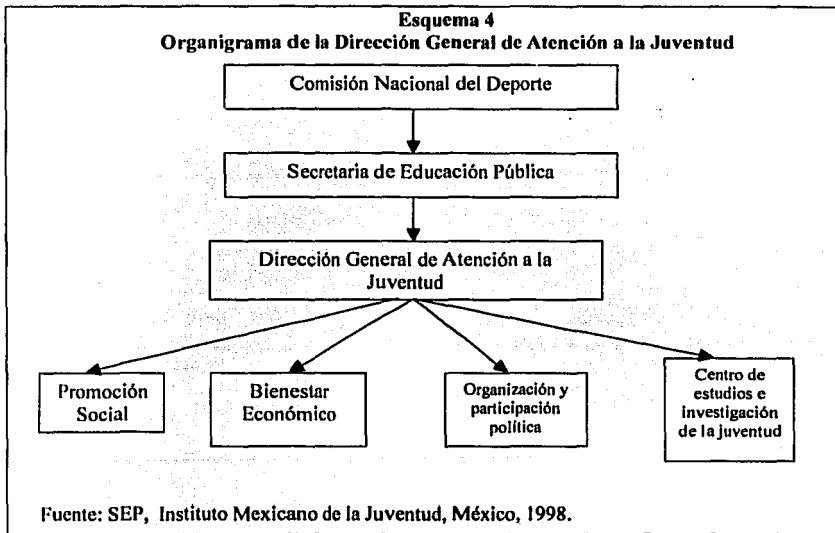 Esquema 4
Organigrama de la Dirección General de Atención a la Juventud
Comisión Nacional del Deporte
Secretaria de Educación Pública
Dirección General de Atención a la
Juventud
Promoción
Social
Bienestar
Económico
Organización y
participación
política
Centro de
estudios e
investigación
de la juventud
Fuente: SEP, Instituto Mexicano de la Juventud, México, 1998.